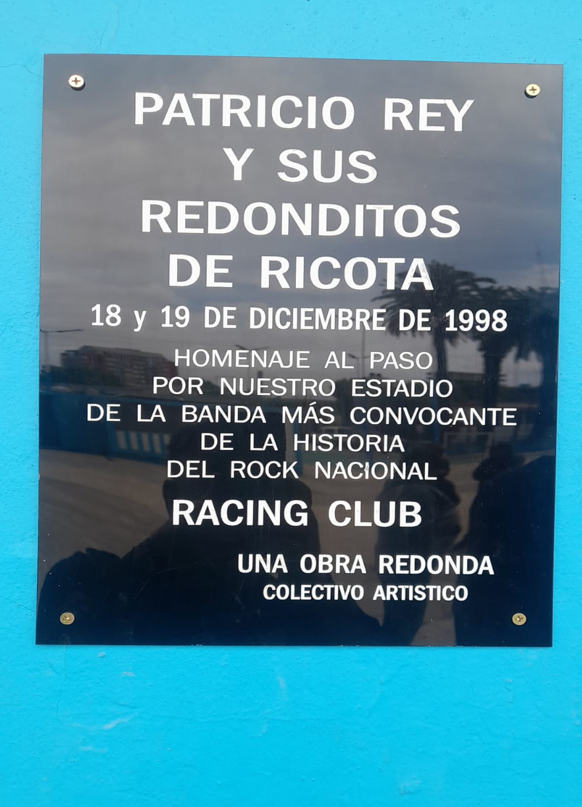 PATRICIO REY
Y SUS
REDONDITOS
DE RICOTA
18 y 19 DE DICIEMBRE DE 1998
HOMENAJE AL PASO
POR NUESTRO ESTADIO
DE LA BANDA MÁS CONVOCANTE
DE LA HISTORIA
DEL ROCK NACIONAL
RACING CLUB
UNA OBRA REDONDA
COLECTIVO ARTISTICO